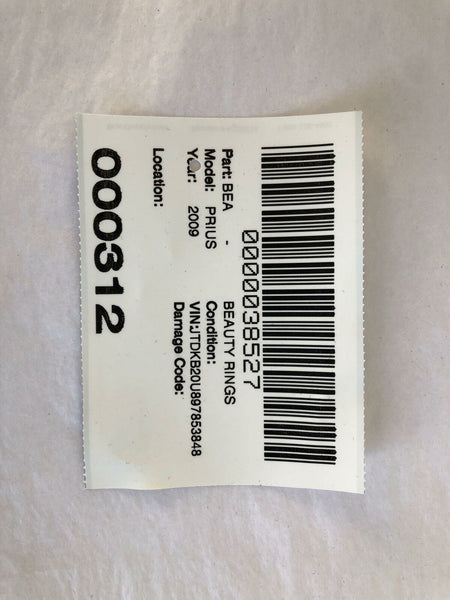 0000038527
Part: BEA - BEAUTY RINGS
Model: PRIUS Condition:
Year: 2009 VIN:JTDKB20U897853848
Damage Code:
Location:
000312